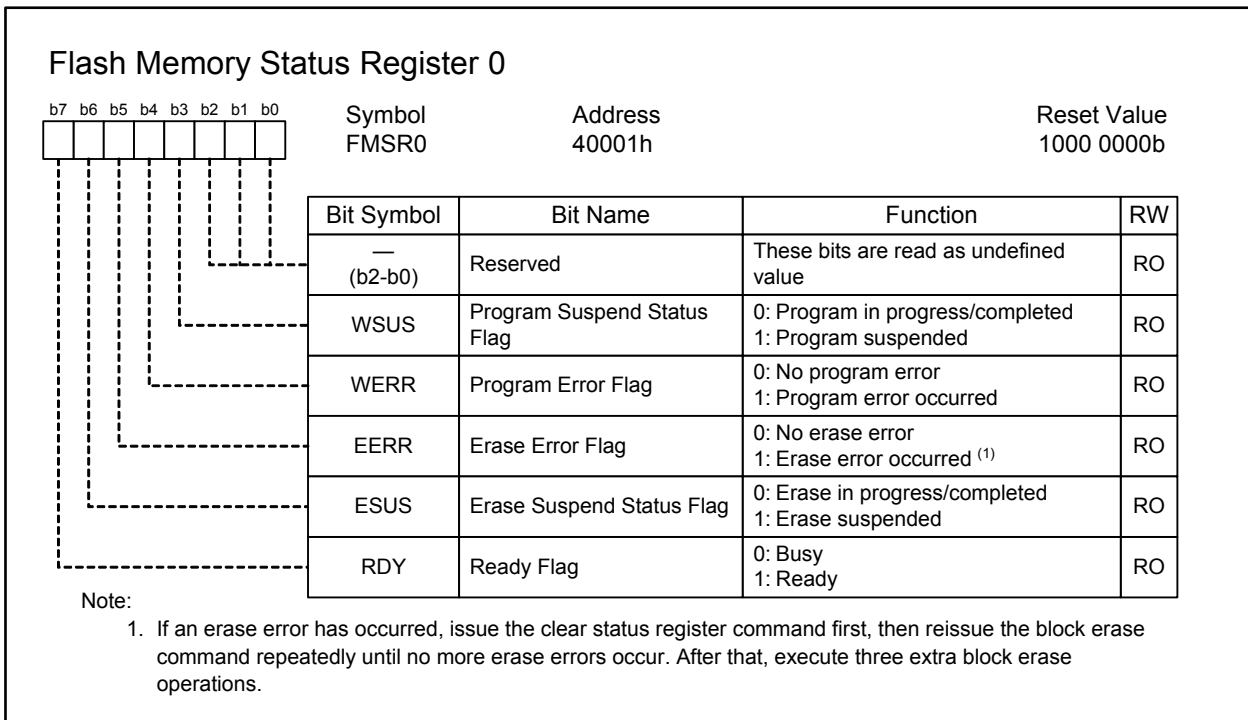 Flash Memory Status Register 0
b7 b6 b5 b4 b3 b2 b1 b0
Symbol Address Reset Value
FMSR0 40001h 1000 0000b
Bit Symbol Bit Name Function RW
— (b2-b0) Reserved These bits are read as undefined value RO
WSUS Program Suspend Status Flag 0: Program in progress/completed 1: Program suspended RO
WERR Program Error Flag 0: No program error 1: Program error occurred RO
EERR Erase Error Flag 0: No erase error 1: Erase error occurred (1) RO
ESUS Erase Suspend Status Flag 0: Erase in progress/completed 1: Erase suspended RO
RDY Ready Flag 0: Busy 1: Ready RO
Note:
1. If an erase error has occurred, issue the clear status register command first, then reissue the block erase
command repeatedly until no more erase errors occur. After that, execute three extra block erase
operations.